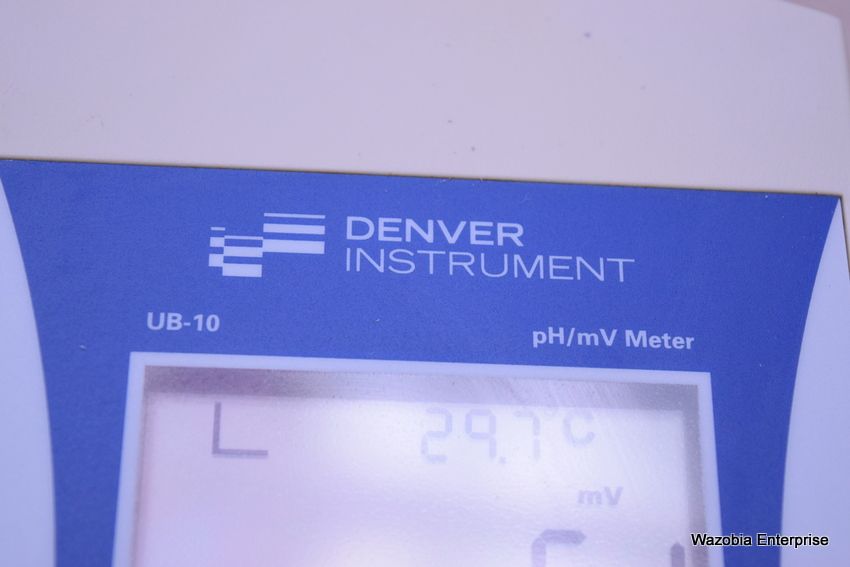 DENVER
INSTRUMENT
UB-10
pH/mV Meter
29.7°C
mV
Wazobia Enterprise